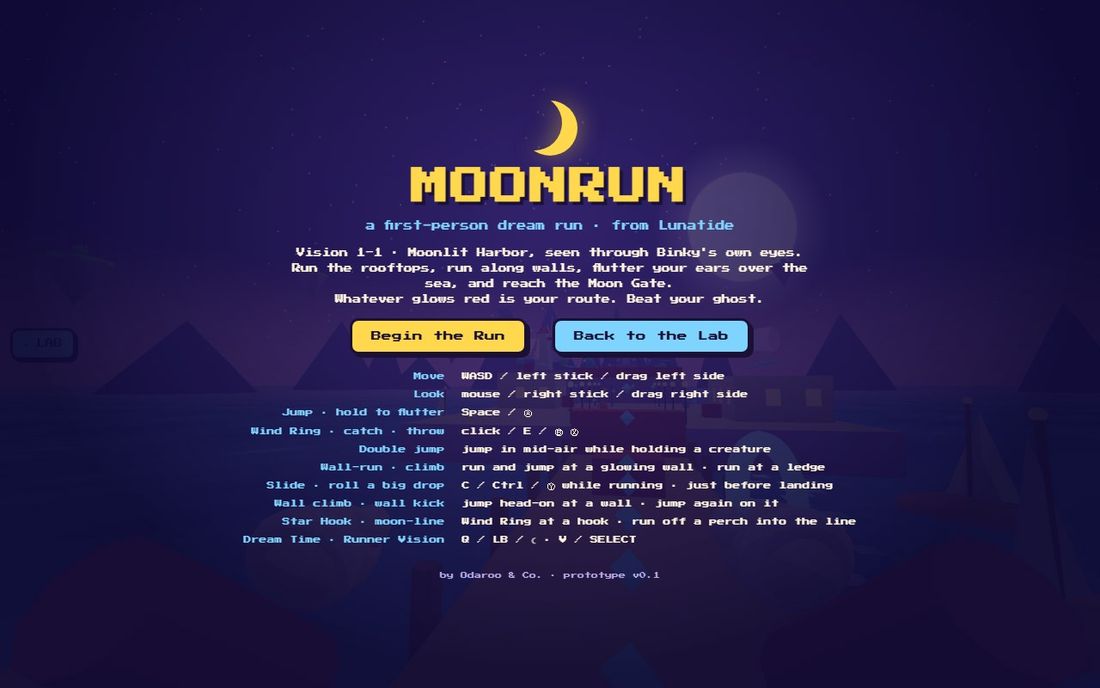 MOONRUN
a first-person dream run · from Lunatide
Vision 1-1 · Moonlit Harbor, seen through Binky's own eyes.
Run the rooftops, run along walls, flutter your ears over the
sea, and reach the Moon Gate.
Whatever glows red is your route. Beat your ghost.
LAB
Begin the Run Back to the Lab
Move WASD / left stick / drag left side
Look mouse / right stick / drag right side
Jump · hold to flutter Space / Ⓐ
Wind Ring · catch · throw click / E / Ⓑ Ⓧ
Double jump jump in mid-air while holding a creature
Wall-run · climb run and jump at a glowing wall · run at a ledge
Slide · roll a big drop C / Ctrl / Ⓨ while running · just before landing
Wall climb · wall kick jump head-on at a wall · jump again on it
Star Hook · moon-line Wind Ring at a hook · run off a perch into the line
Dream Time · Runner Vision Q / LB / ☾ · V / SELECT
by Odaroo & Co. · prototype v0.1